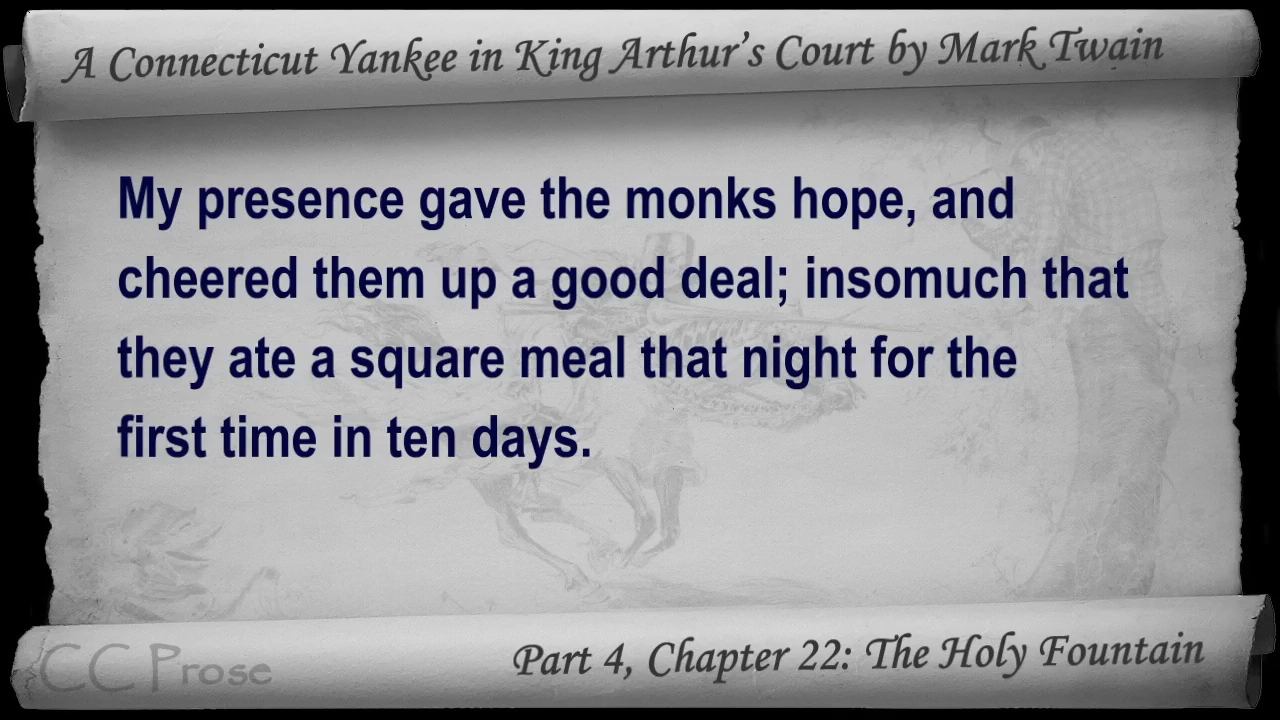 A Connecticut Yankee in King Arthur's Court by Mark Twain
My presence gave the monks hope, and
cheered them up a good deal; insomuch that
they ate a square meal that night for the
first time in ten days.
CC Prose
Part 4, Chapter 22: The Holy Fountain